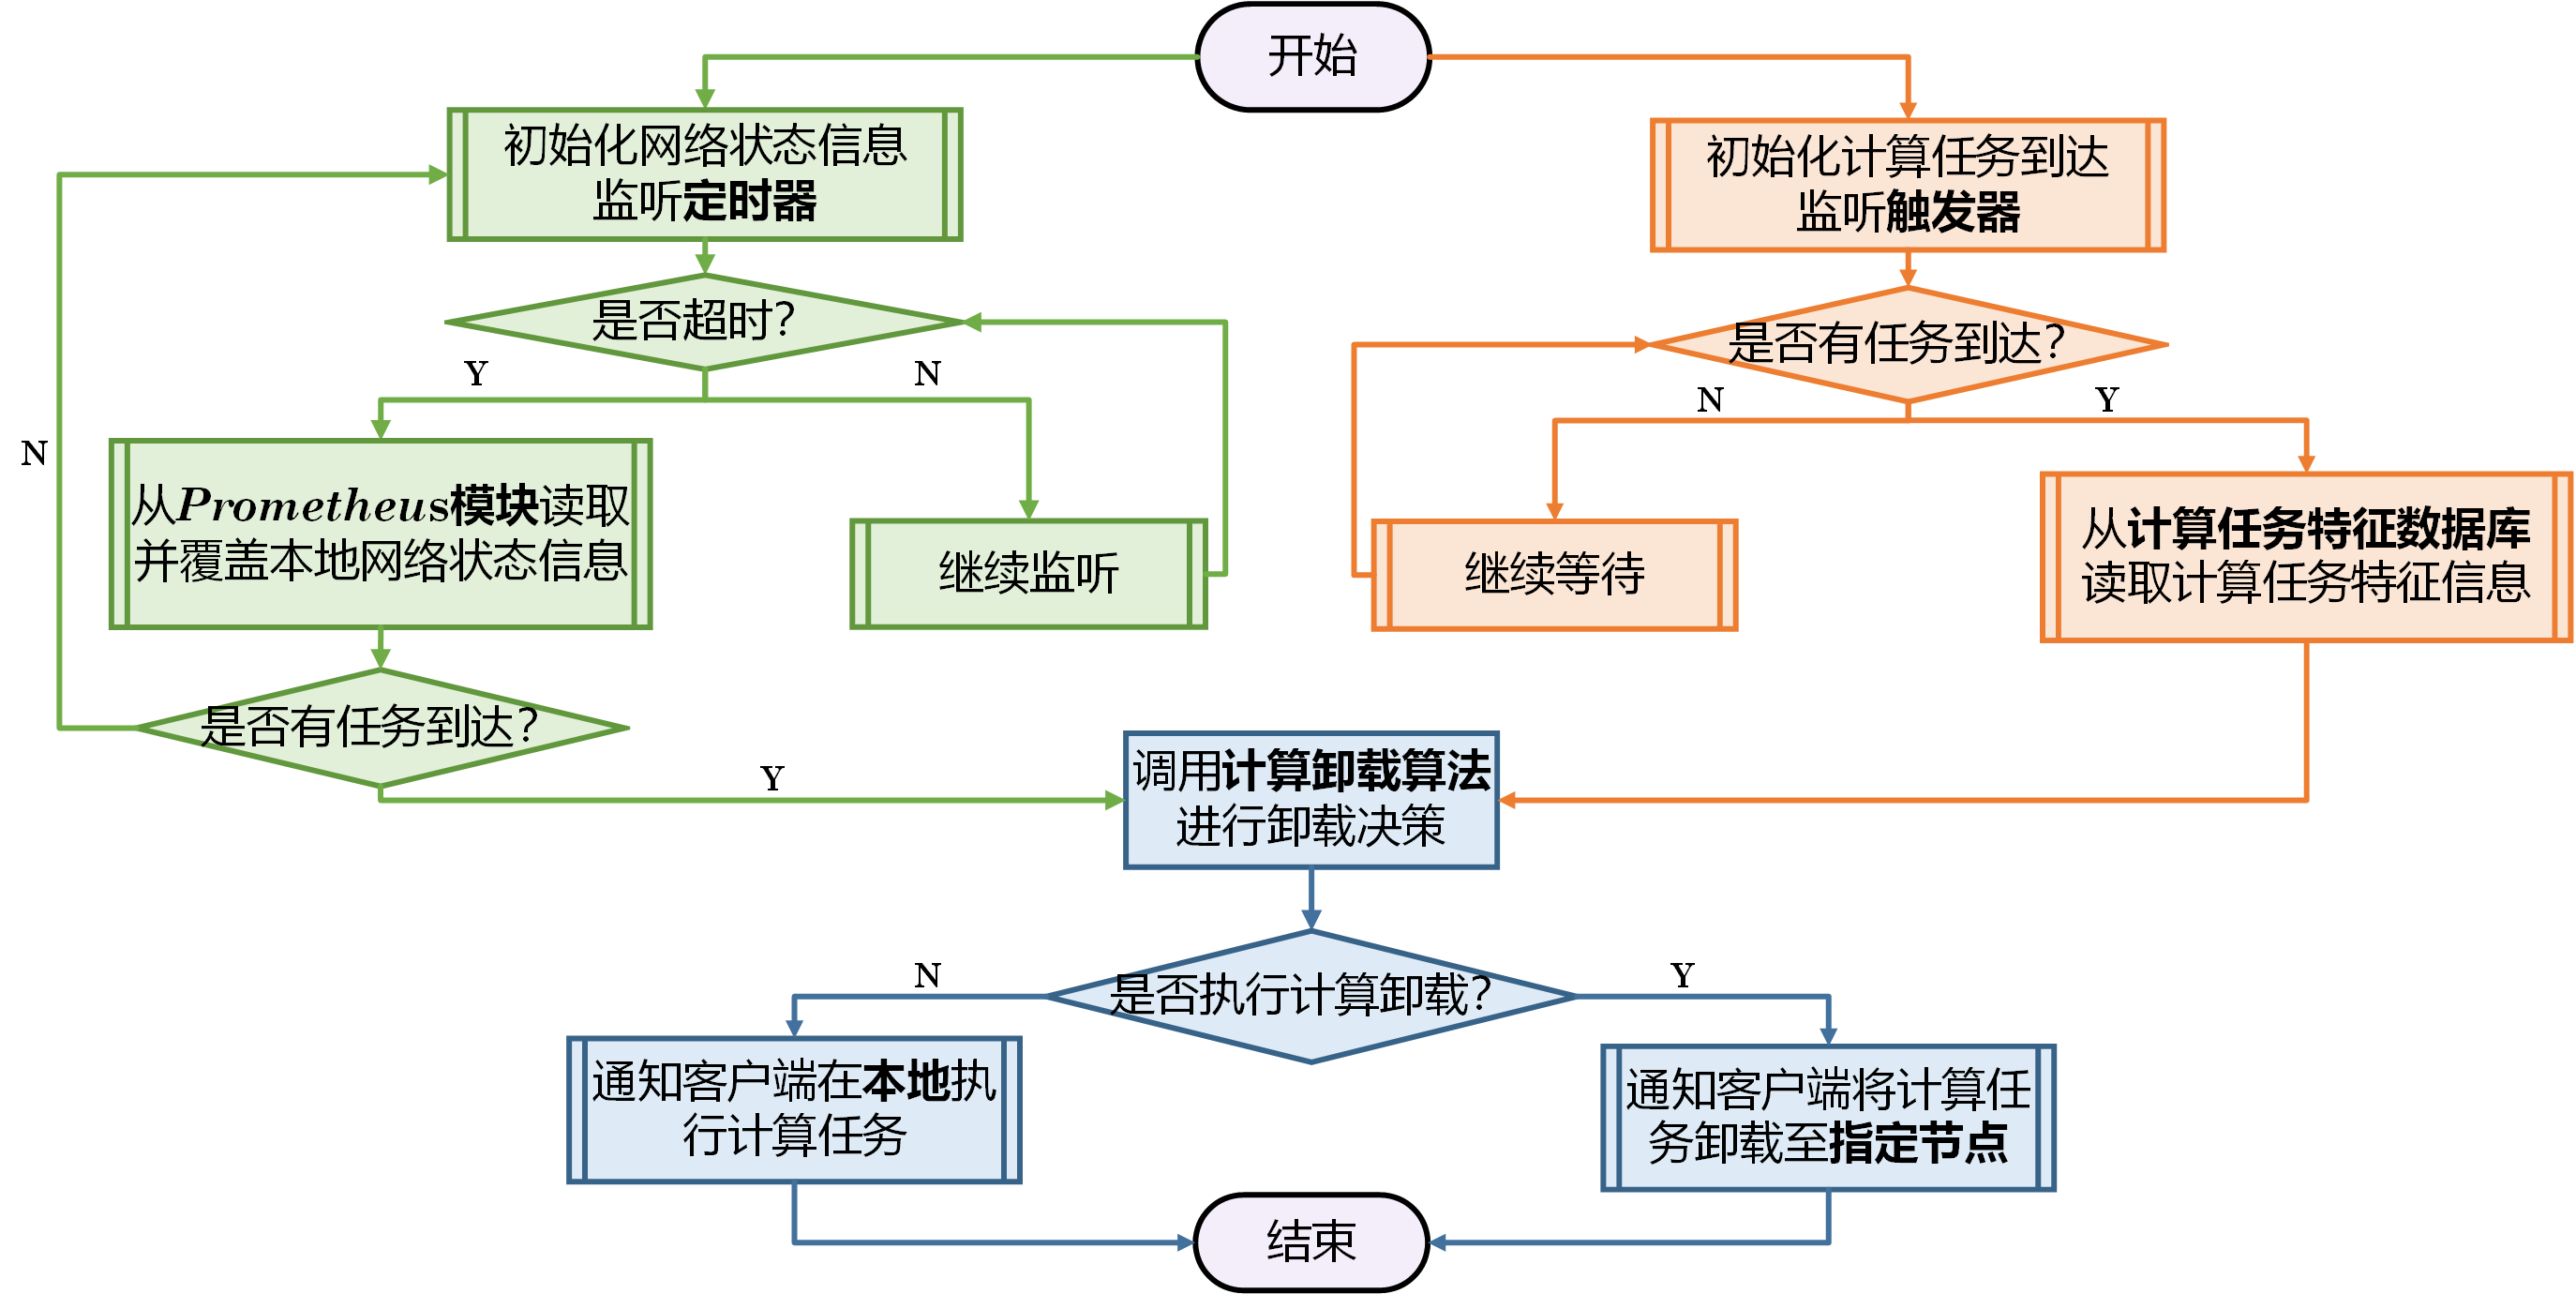 开始
初始化网络状态信息
监听定时器
初始化计算任务到达
监听触发器
是否超时?
是否有任务到达?
Y
N
N
Y
N
从Prometheus模块读取
并覆盖本地网络状态信息
继续监听
继续等待
从计算任务特征数据库
读取计算任务特征信息
是否有任务到达?
Y
调用计算卸载算法
进行卸载决策
是否执行计算卸载?
N
Y
通知客户端在本地执
行计算任务
通知客户端将计算任
务卸载至指定节点
结束